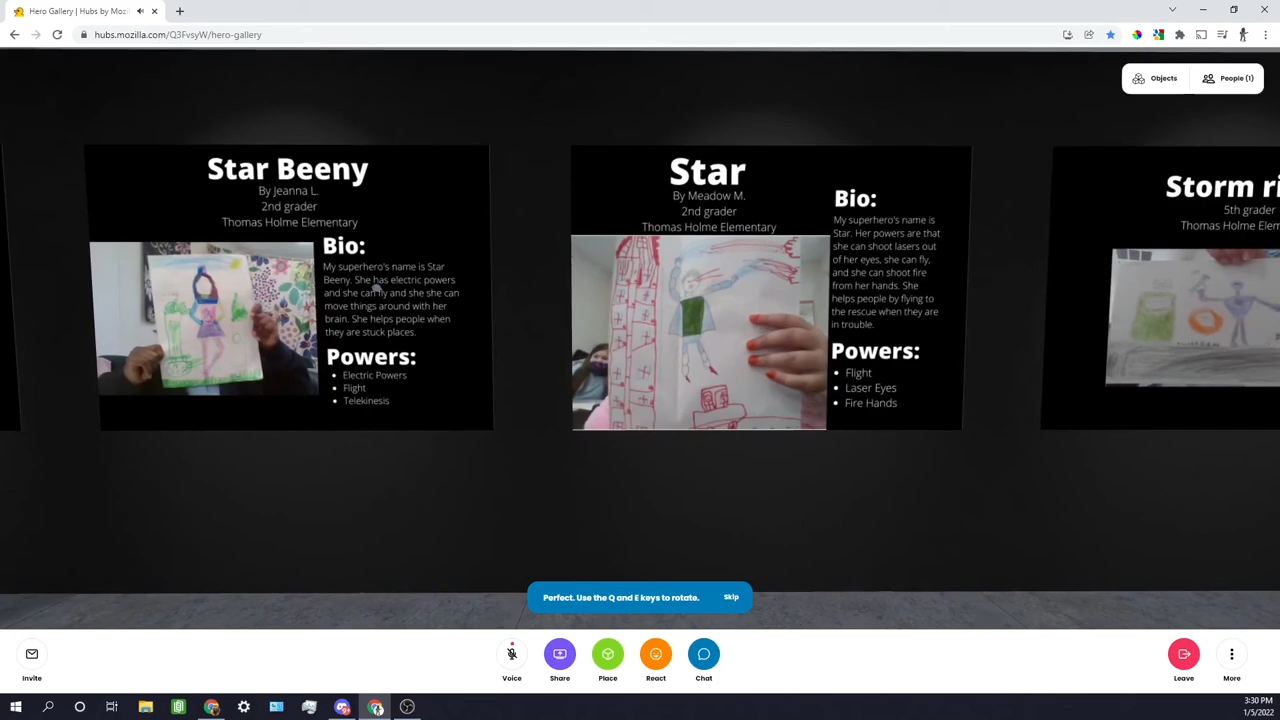 Hero Gallery | Hubs by Mozil
hubs.mozilla.com/Q3FvsyW/hero-gallery
Objects
People (1)
Star Beeny
By Jeanna L.
2nd grader
Thomas Holme Elementary
Bio:
My superhero's name is Star
Beeny. She has electric powers
and she can fly and she she can
move things around with her
brain. She helps people when
they are stuck places.
Powers:
• Electric Powers
• Flight
• Telekinesis
Star
By Meadow M.
2nd grader
Thomas Holme Elementary
Bio:
My superhero's name is
Star. Her powers are that
she can shoot lasers out
of her eyes, she can fly,
and she can shoot fire
from her hands. She
helps people by flying to
the rescue when they are
in trouble.
Powers:
• Flight
• Laser Eyes
• Fire Hands
Storm ri
5th grader
Thomas Holme Elem
Perfect. Use the Q and E keys to rotate.
Skip
Invite
Voice
Share
Place
React
Chat
Leave
More
3:30 PM
1/5/2022